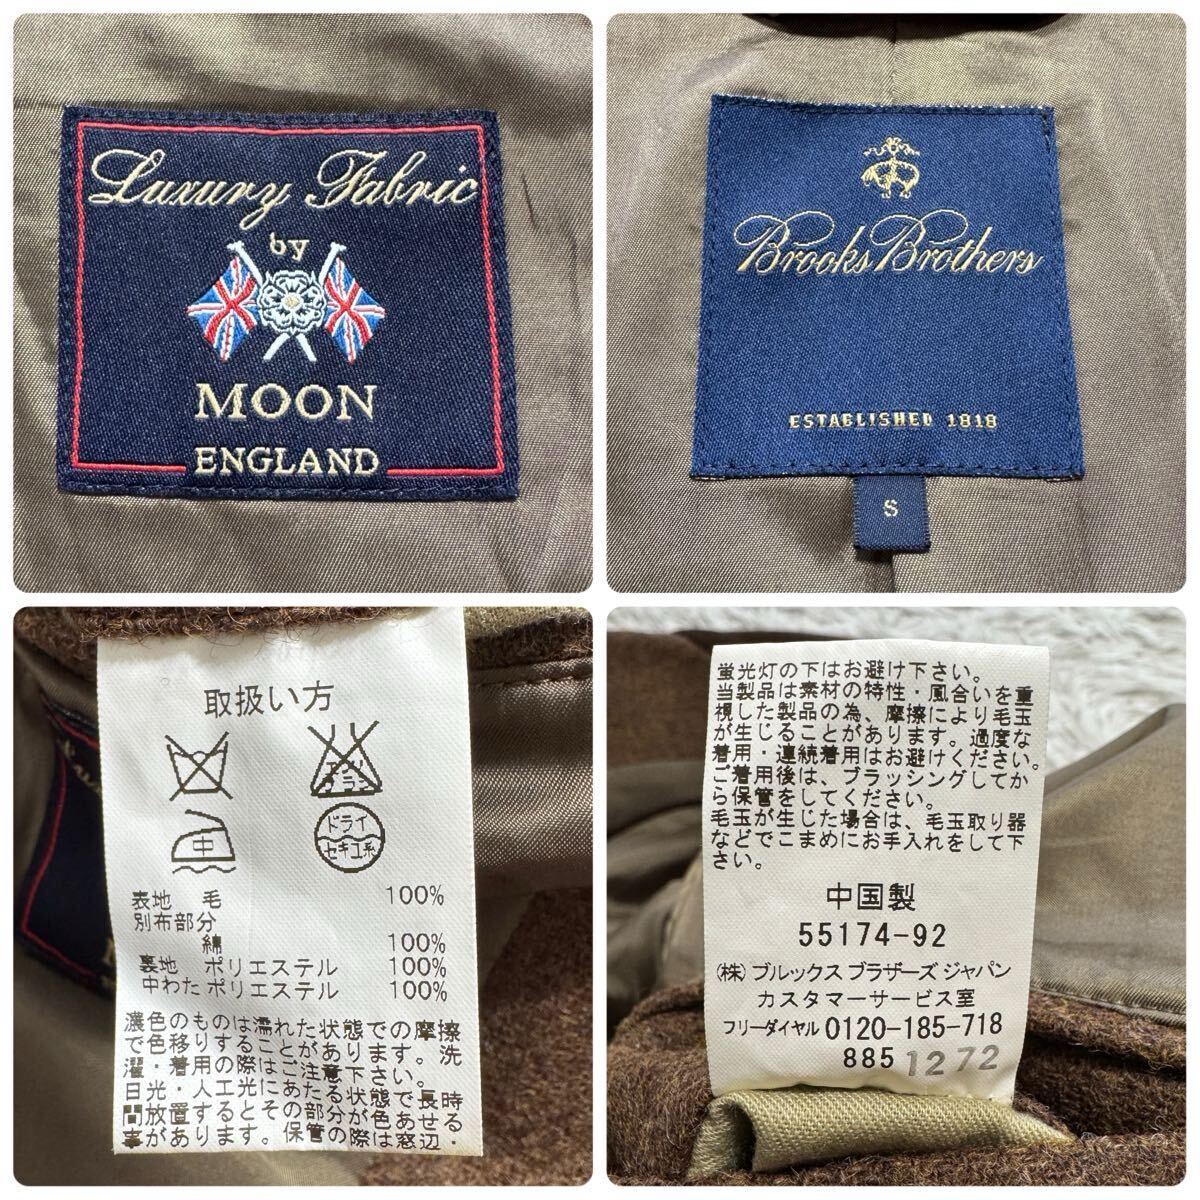 Luxury Fabric
by
MOON
ENGLAND
Brooks Brothers
ESTABLISHED 1818
S
取扱い方
エンソ
サラシ
中
ドライ
セキユ系
表地 毛 100%
別布部分
綿 100%
裏地 ポリエステル 100%
中わた ポリエステル 100%
濃色のものは濡れた状態での摩擦
で色移りすることがあります。洗
濯・着用の際はご注意下さい。
日光・人工光にあたる状態で長時
間放置するとその部分が色あせる
事があります。保管の際は窓辺・
蛍光灯の下はお避け下さい。
当製品は素材の特性・風合いを重
視した製品の為、摩擦により毛玉
が生じることがあります。過度な
着用・連続着用はお避けください。
ご着用後は、ブラッシングしてか
ら保管をしてください。
毛玉が生じた場合は、毛玉取り器
などでこまめにお手入れをして下
さい。
中国製
55174-92
(株) ブルックス ブラザーズ ジャパン
カスタマーサービス室
フリーダイヤル 0120-185-718
885 1272